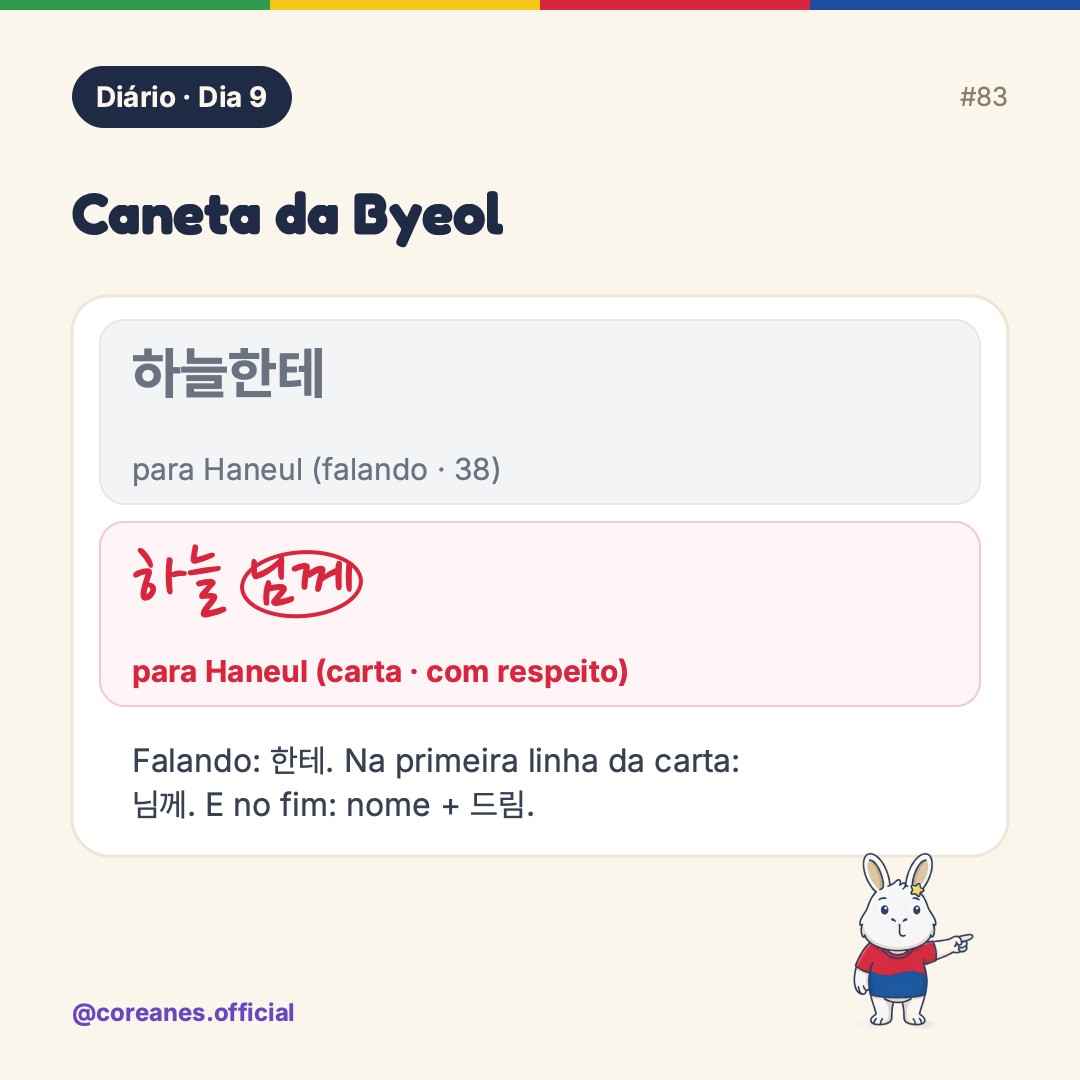 Diário · Dia 9
#83
Caneta da Byeol
하늘한테
para Haneul (falando · 38)
하늘 님께
para Haneul (carta · com respeito)
Falando: 한테. Na primeira linha da carta:
님께. E no fim: nome + 드림.
@coreanes.official